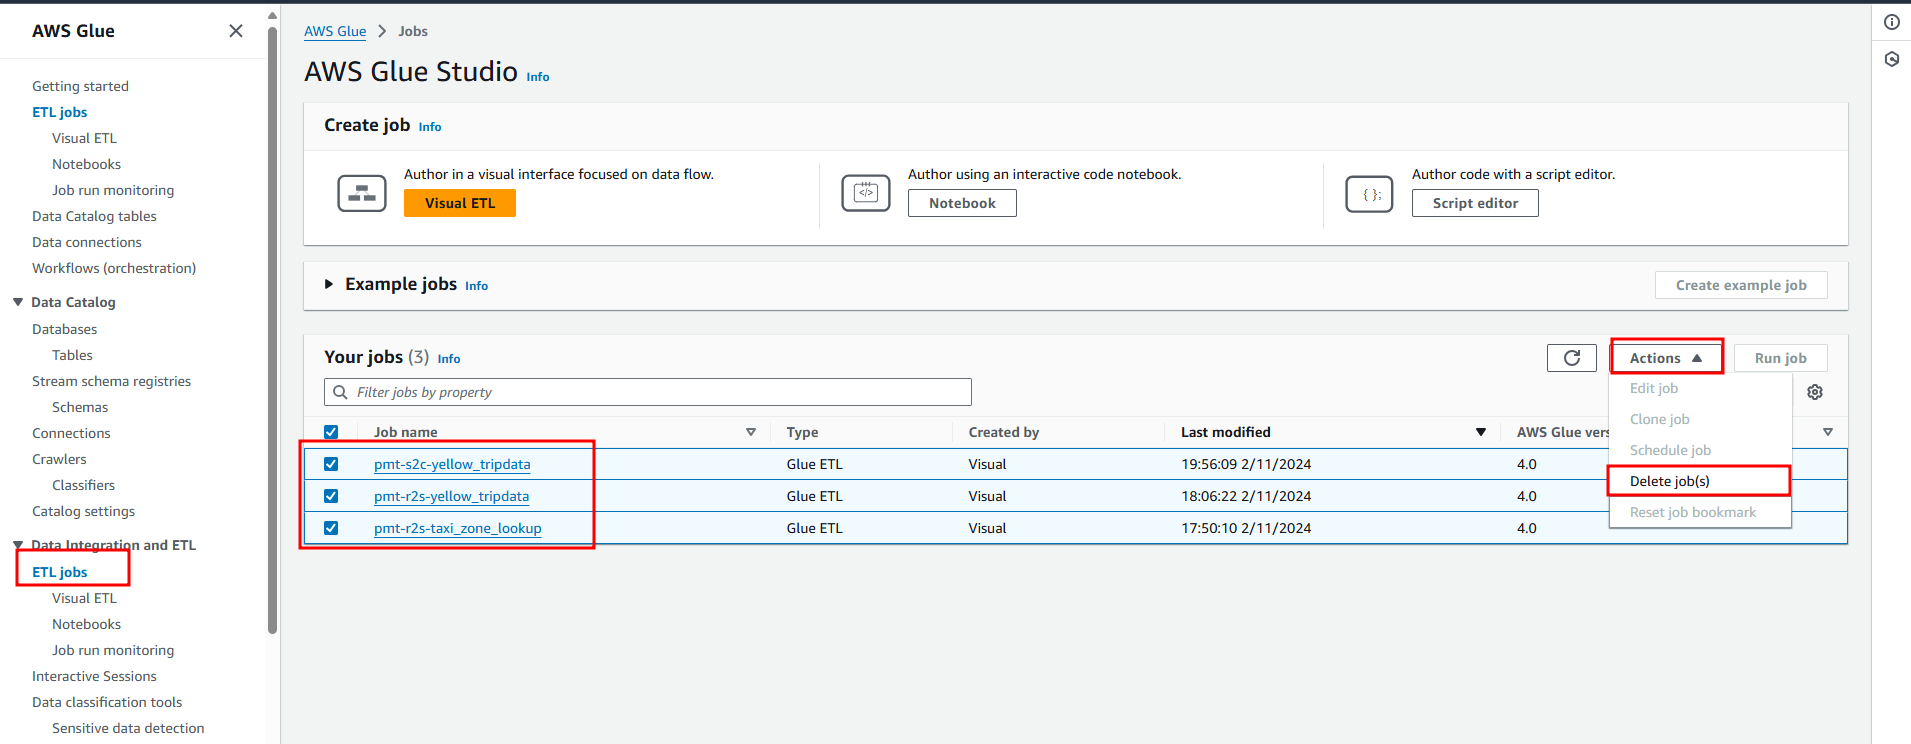 AWS Glue
Getting started
ETL jobs
Visual ETL
Notebooks
Job run monitoring
Data Catalog tables
Data connections
Workflows (orchestration)
Data Catalog
Databases
Tables
Stream schema registries
Schemas
Connections
Crawlers
Classifiers
Catalog settings
Data Integration and ETL
ETL jobs
Visual ETL
Notebooks
Job run monitoring
Interactive Sessions
Data classification tools
Sensitive data detection
AWS Glue > Jobs
AWS Glue Studio Info
Create job Info
Author in a visual interface focused on data flow.
Visual ETL
Author using an interactive code notebook.
Notebook
Author code with a script editor.
Script editor
Example jobs Info
Create example job
Your jobs (3) Info
Actions
Run job
Filter jobs by property
Edit job
Clone job
Schedule job
Delete job(s)
Reset job bookmark
Job name Type Created by Last modified AWS Glue vers
pmt-s2c-yellow_tripdata Glue ETL Visual 19:56:09 2/11/2024 4.0
pmt-r2s-yellow_tripdata Glue ETL Visual 18:06:22 2/11/2024 4.0
pmt-r2s-taxi_zone_lookup Glue ETL Visual 17:50:10 2/11/2024 4.0